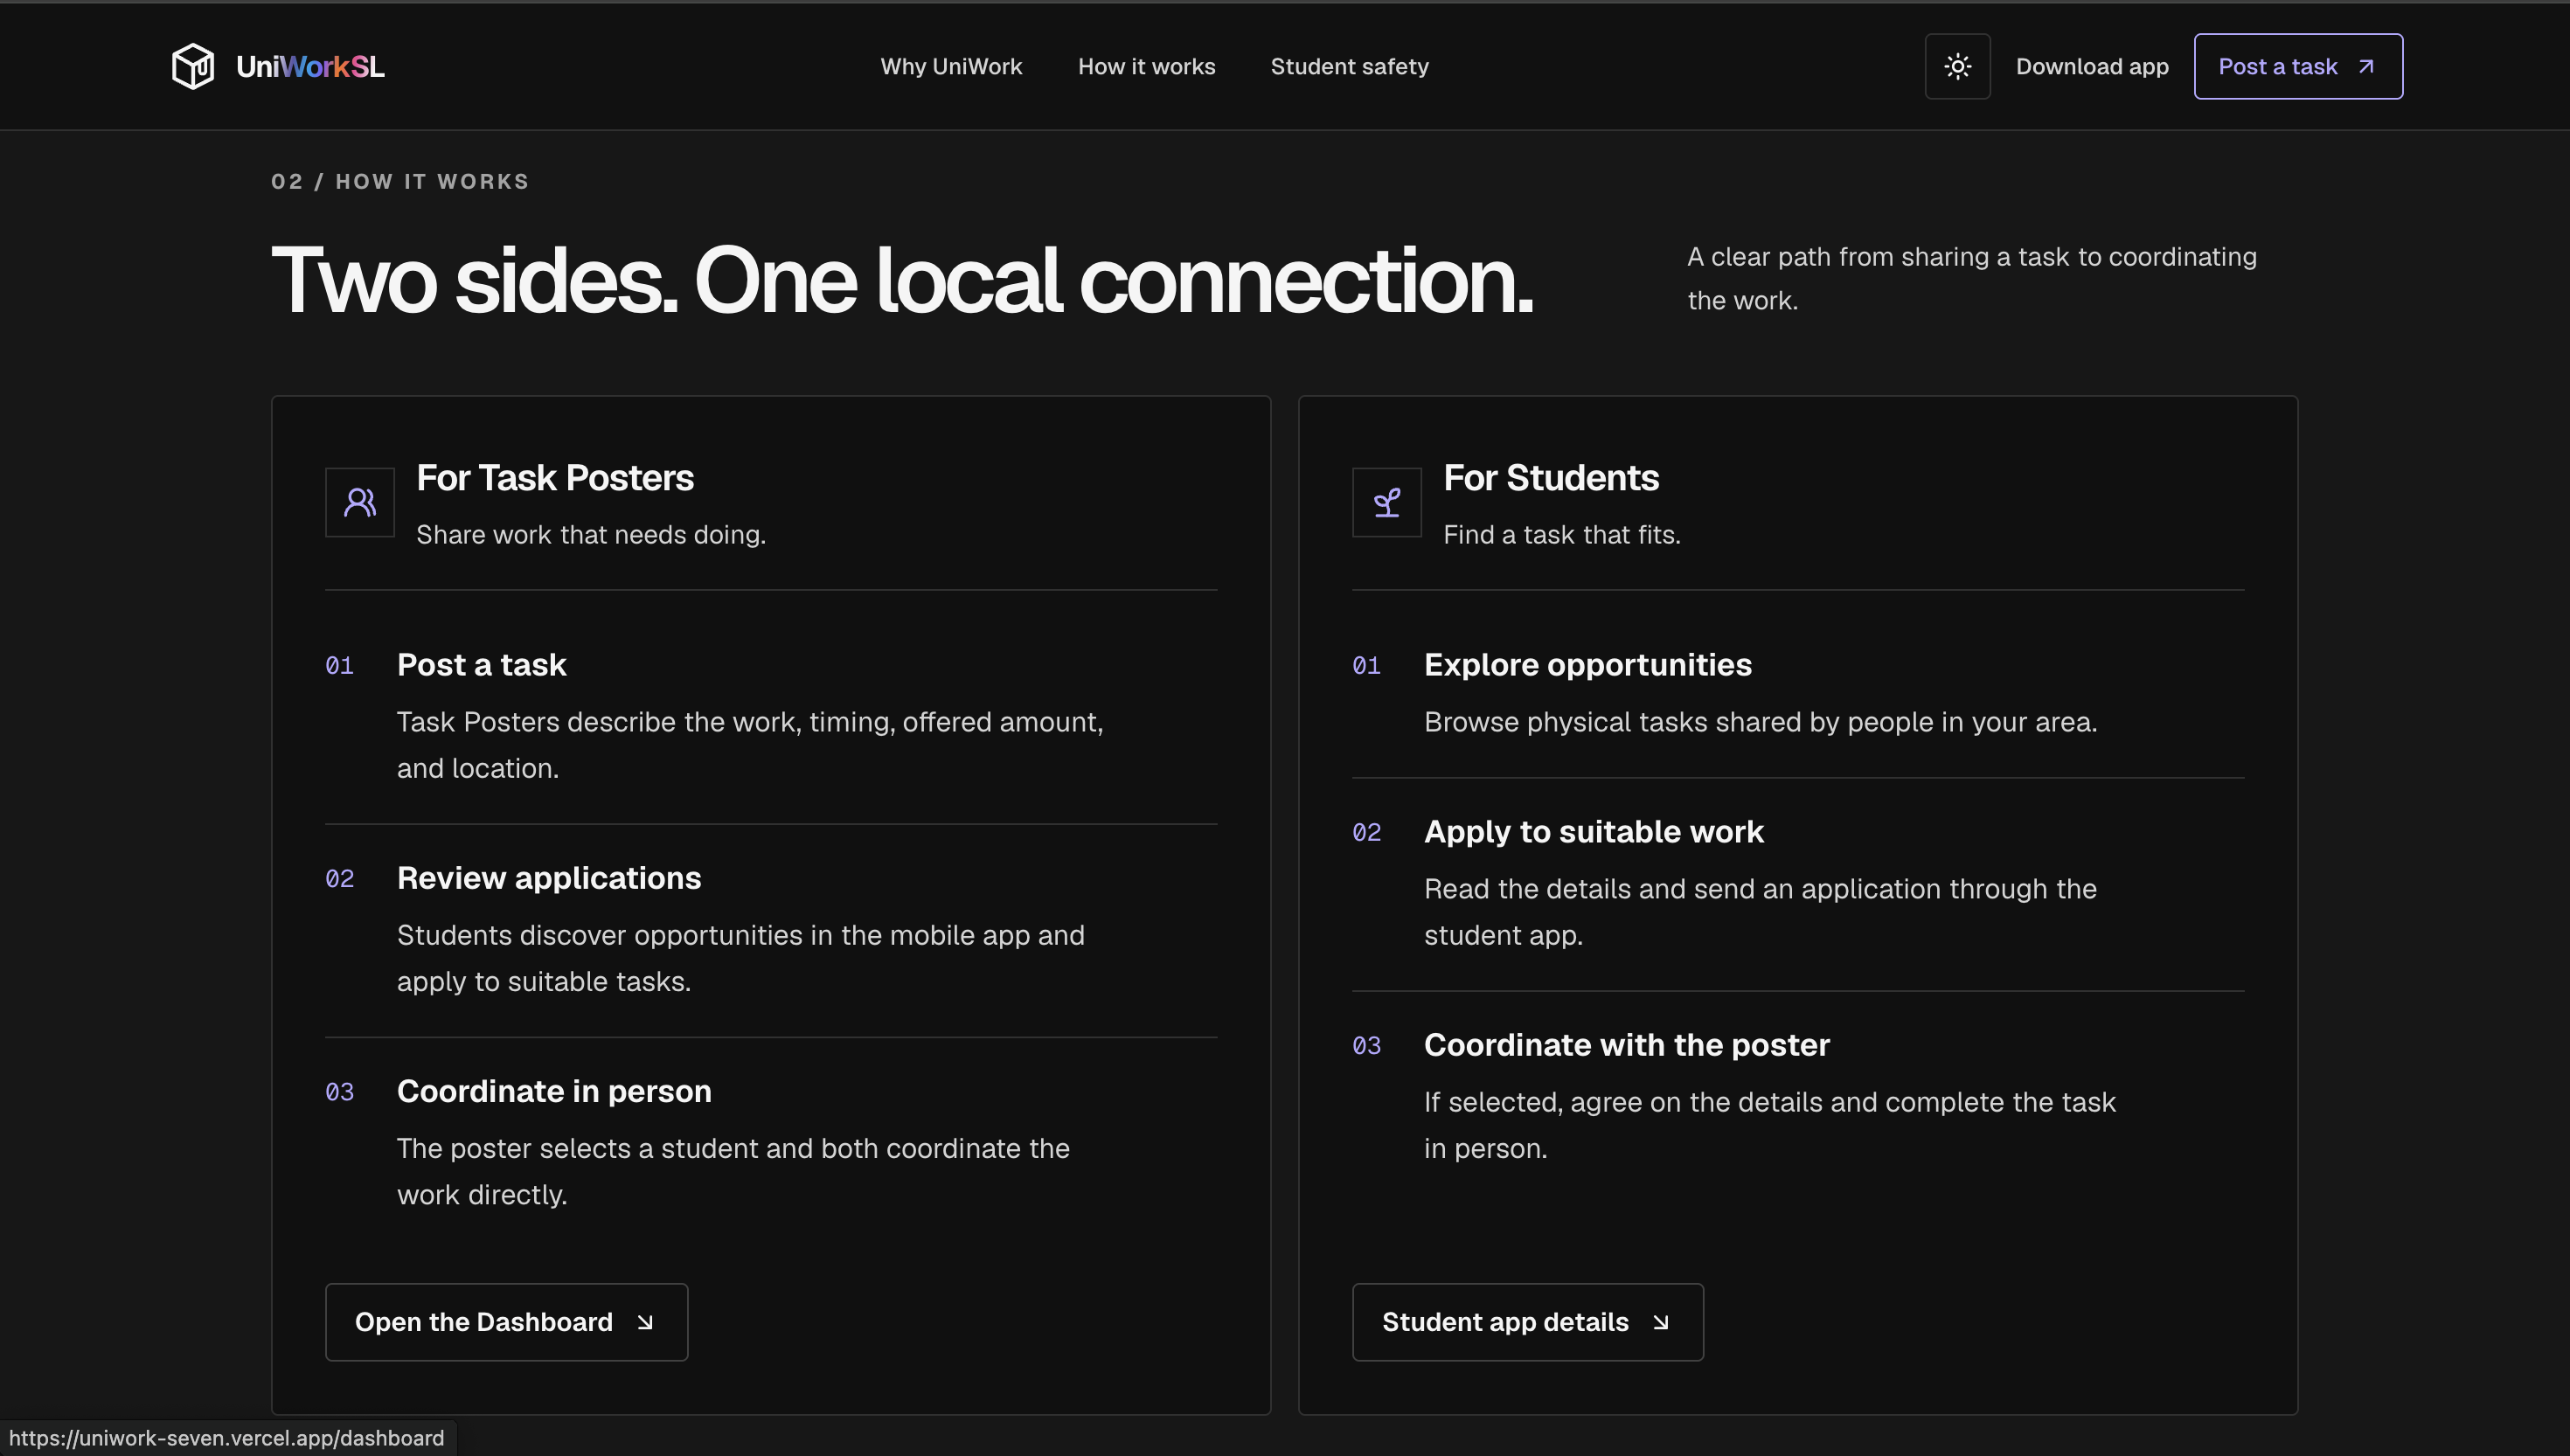 UniWorkSL
Why UniWork
How it works
Student safety
Download app
Post a task
02 / HOW IT WORKS
Two sides. One local connection.
A clear path from sharing a task to coordinating
the work.
For Task Posters
Share work that needs doing.
01
Post a task
Task Posters describe the work, timing, offered amount,
and location.
02
Review applications
Students discover opportunities in the mobile app and
apply to suitable tasks.
03
Coordinate in person
The poster selects a student and both coordinate the
work directly.
Open the Dashboard
For Students
Find a task that fits.
01
Explore opportunities
Browse physical tasks shared by people in your area.
02
Apply to suitable work
Read the details and send an application through the
student app.
03
Coordinate with the poster
If selected, agree on the details and complete the task
in person.
Student app details
https://uniwork-seven.vercel.app/dashboard